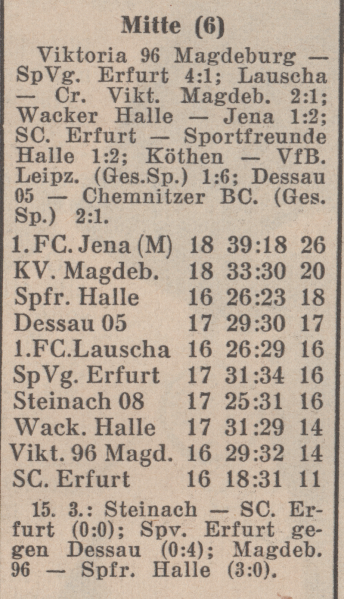 Mitte (6)
Viktoria 96 Magdeburg —
SpVg. Erfurt 4:1; Lauscha
— Cr. Vikt. Magdeb. 2:1;
Wacker Halle — Jena 1:2;
SC. Erfurt — Sportfreunde
Halle 1:2; Köthen — VfB.
Leipz. (Ges.Sp.) 1:6; Dessau
05 — Chemnitzer BC. (Ges.
Sp.) 2:1.
1.FC. Jena (M) 18 39:18 26
KV. Magdeb. 18 33:30 20
Spfr. Halle 16 26:23 18
Dessau 05 17 29:30 17
1.FC.Lauscha 16 26:29 16
SpVg. Erfurt 17 31:34 16
Steinach 08 17 25:31 16
Wack. Halle 17 31:29 14
Vikt. 96 Magd. 16 29:32 14
SC. Erfurt 16 18:31 11
15. 3.: Steinach — SC. Er-
furt (0:0); Spv. Erfurt ge-
gen Dessau (0:4); Magdeb.
96 — Spfr. Halle (3:0).